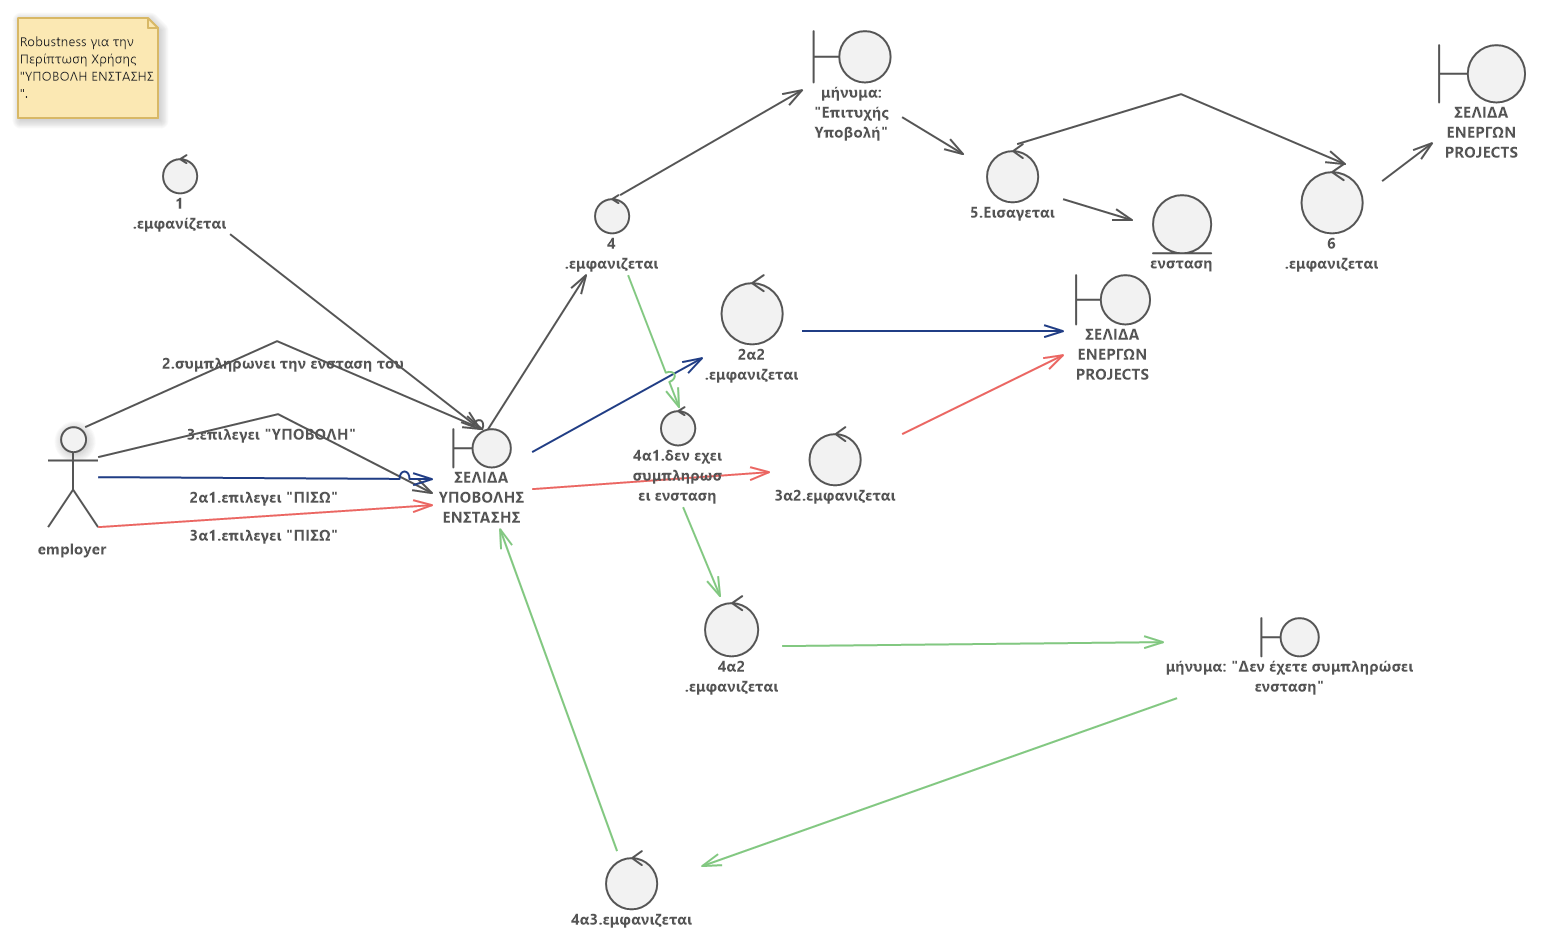 Robustness για την
Περίπτωση Χρήσης
"ΥΠΟΒΟΛΗ ΕΝΣΤΑΣΗΣ
".
μήνυμα:
"Επιτυχής
Υποβολή"
ΣΕΛΙΔΑ
ΕΝΕΡΓΩΝ
PROJECTS
1
.εμφανίζεται
4
.εμφανιζεται
5.Εισαγεται
ενσταση
6
.εμφανιζεται
2.συμπληρωνει την ενσταση του
2α2
.εμφανιζεται
ΣΕΛΙΔΑ
ΕΝΕΡΓΩΝ
PROJECTS
3.επιλεγει "ΥΠΟΒΟΛΗ"
2α1.επιλεγει "ΠΙΣΩ"
3α1.επιλεγει "ΠΙΣΩ"
employer
ΣΕΛΙΔΑ
ΥΠΟΒΟΛΗΣ
ΕΝΣΤΑΣΗΣ
4α1.δεν εχει
συμπληρωσ
ει ενσταση
3α2.εμφανιζεται
4α2
.εμφανιζεται
μήνυμα: "Δεν έχετε συμπληρώσει
ενσταση"
4α3.εμφανιζεται